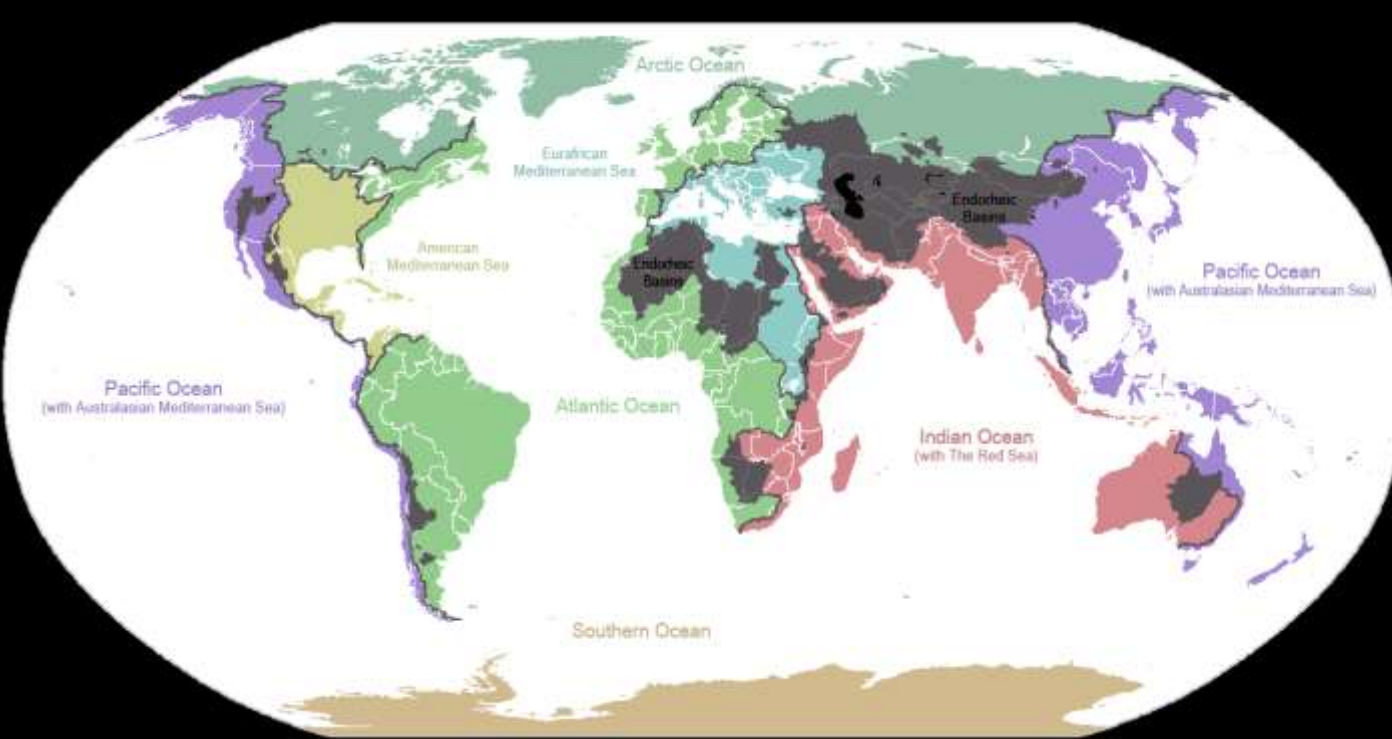 Arctic Ocean
Eurafrican
Mediterranean Sea
Endorheic
Basins
American
Mediterranean Sea
Endorheic
Basins
Pacific Ocean
(with Australasian Mediterranean Sea)
Pacific Ocean
(with Australasian Mediterranean Sea)
Atlantic Ocean
Indian Ocean
(with The Red Sea)
Southern Ocean